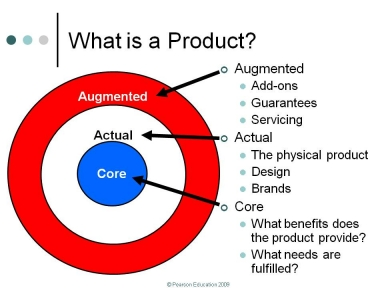 What is a Product?
Augmented
Actual
Core
Augmented
Add-ons
Guarantees
Servicing
Actual
The physical product
Design
Brands
Core
What benefits does
the product provide?
What needs are
fulfilled?
© Pearson Education 2009